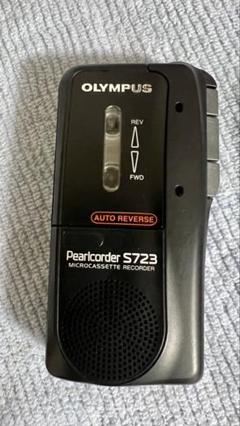 OLYMPUS
REV
FWD
AUTO REVERSE
Pearlcorder S723
MICROCASSETTE RECORDER